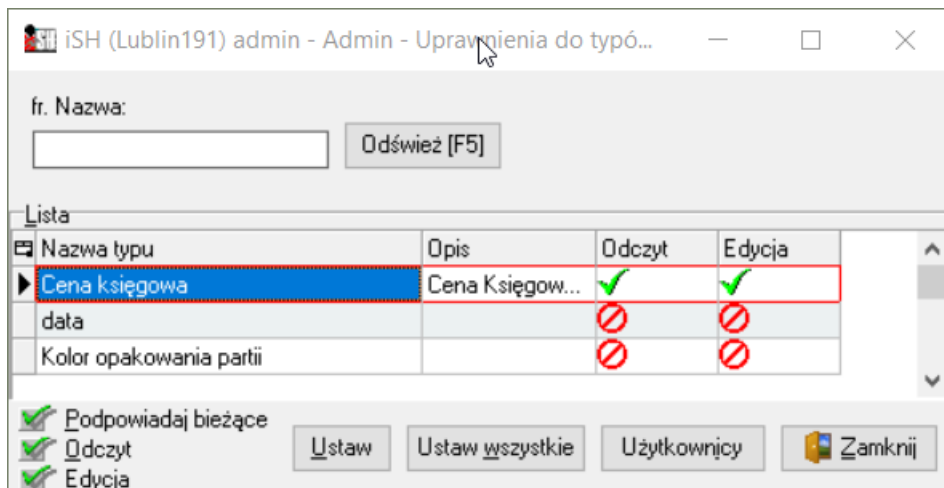 iSH (Lublin191) admin - Admin - Uprawnienia do typó...
fr. Nazwa:
Odśwież [F5]
Lista
Nazwa typu Opis Odczyt Edycja
Cena księgowa Cena Księgow...
data
Kolor opakowania partii
Podpowiadaj bieżące
Odczyt
Edycja
Ustaw Ustaw wszystkie Użytkownicy Zamknij